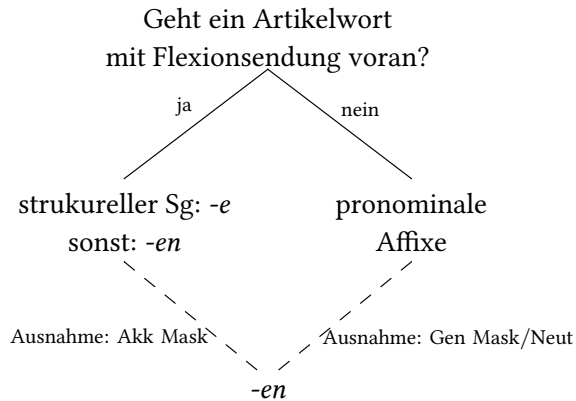 Geht ein Artikelwort
mit Flexionsendung voran?
ja
nein
strukureller Sg: -e
sonst: -en
pronominale
Affixe
Ausnahme: Akk Mask
Ausnahme: Gen Mask/Neut
-en